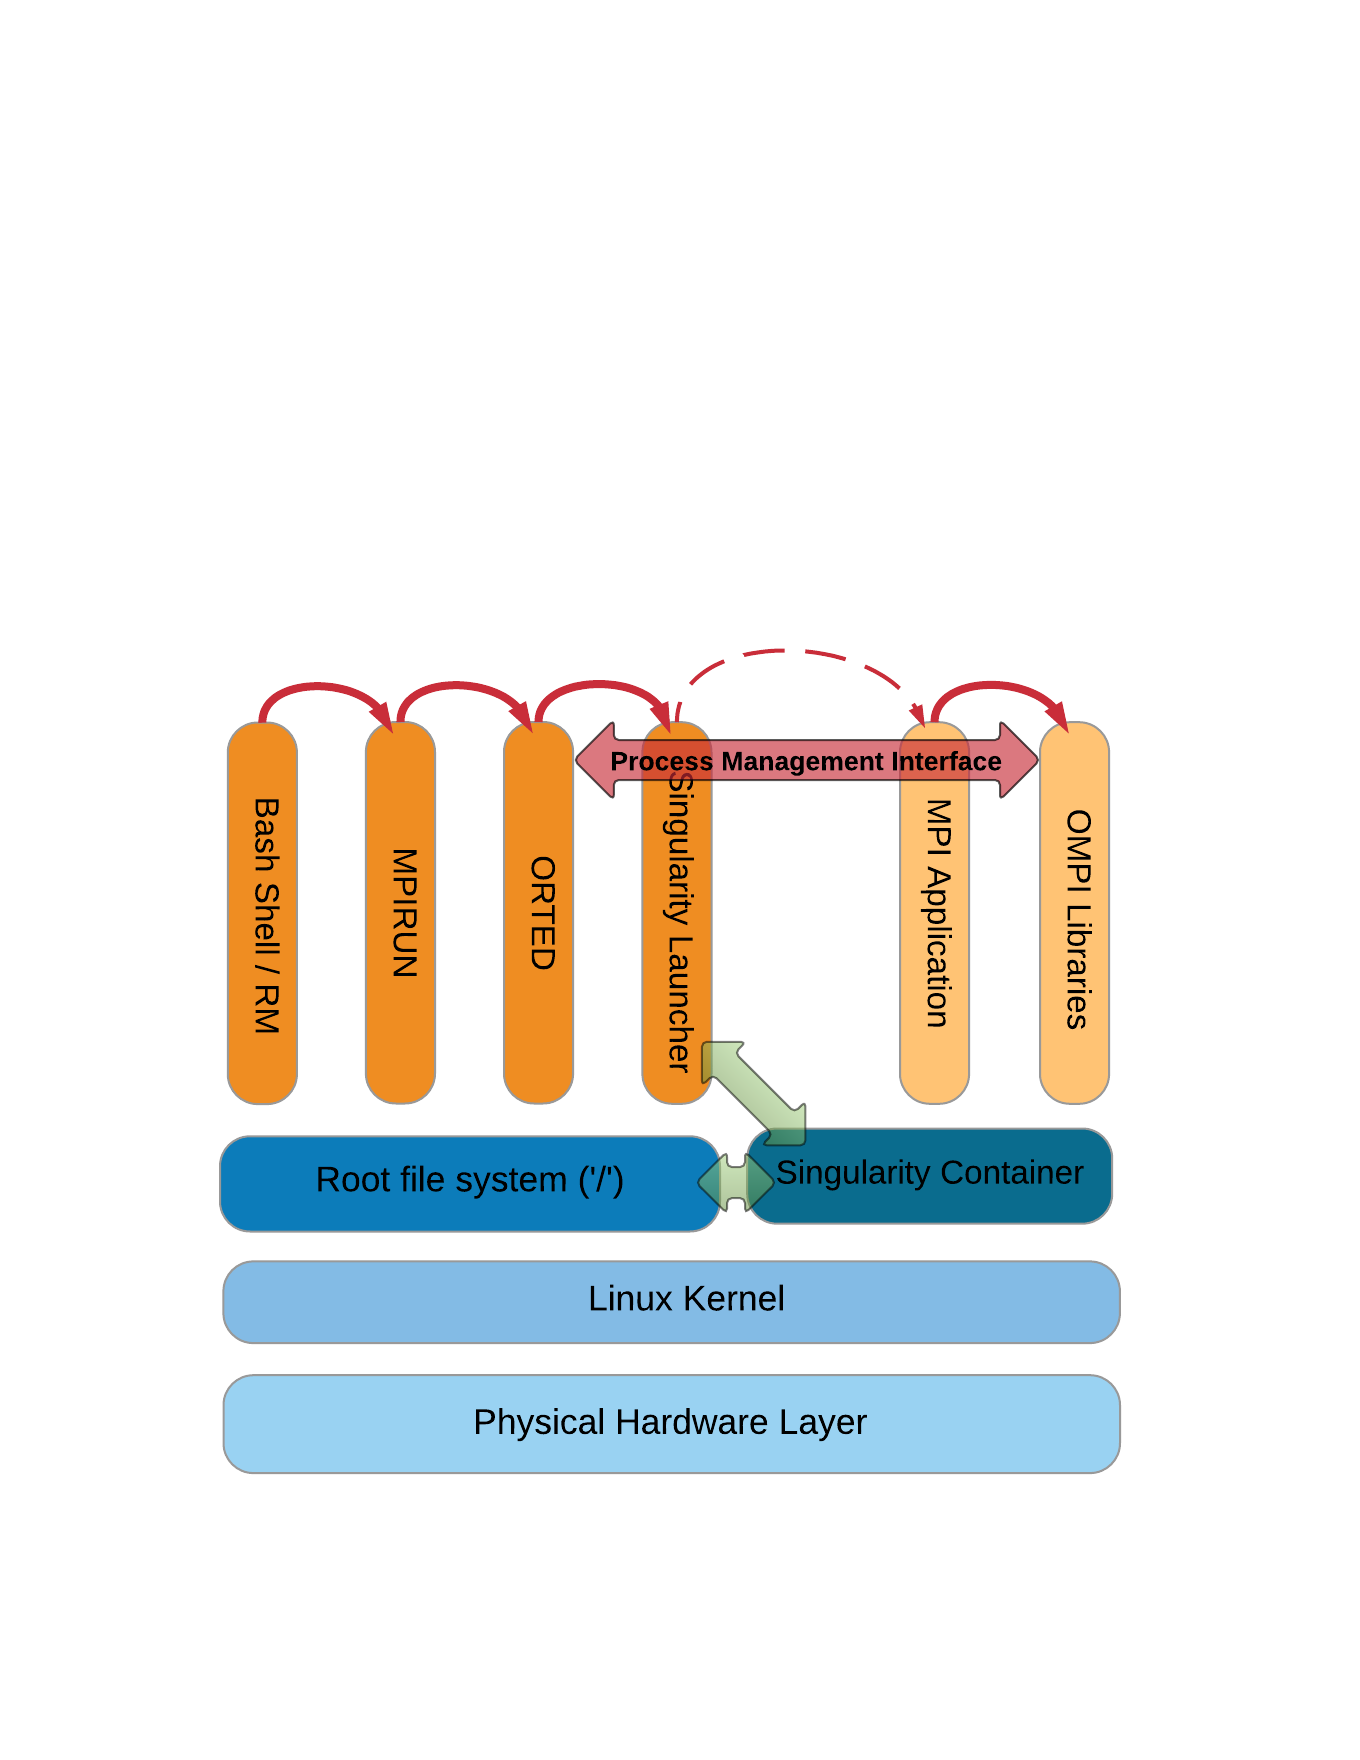 Process Management Interface
Bash Shell / RM
MPIRUN
ORTED
Singularity Launcher
MPI Application
OMPI Libraries
Root file system ('/')
Singularity Container
Linux Kernel
Physical Hardware Layer